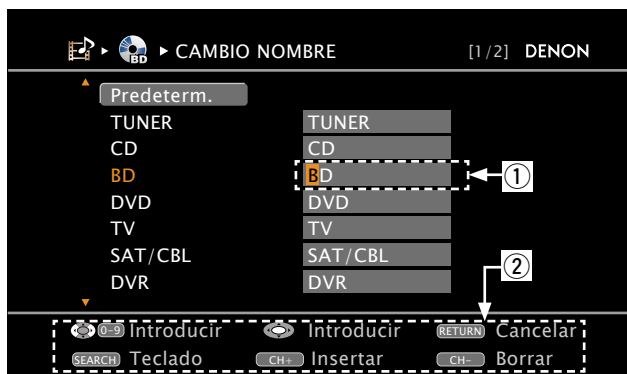 BD CAMBIO NOMBRE [1/2] DENON
Predeterm.
TUNER TUNER
CD CD
BD BD ①
DVD DVD
TV TV
SAT/CBL SAT/CBL
DVR DVR ②
0-9 Introducir Introducir RETURN Cancelar
SEARCH Teclado CH+ Insertar CH- Borrar